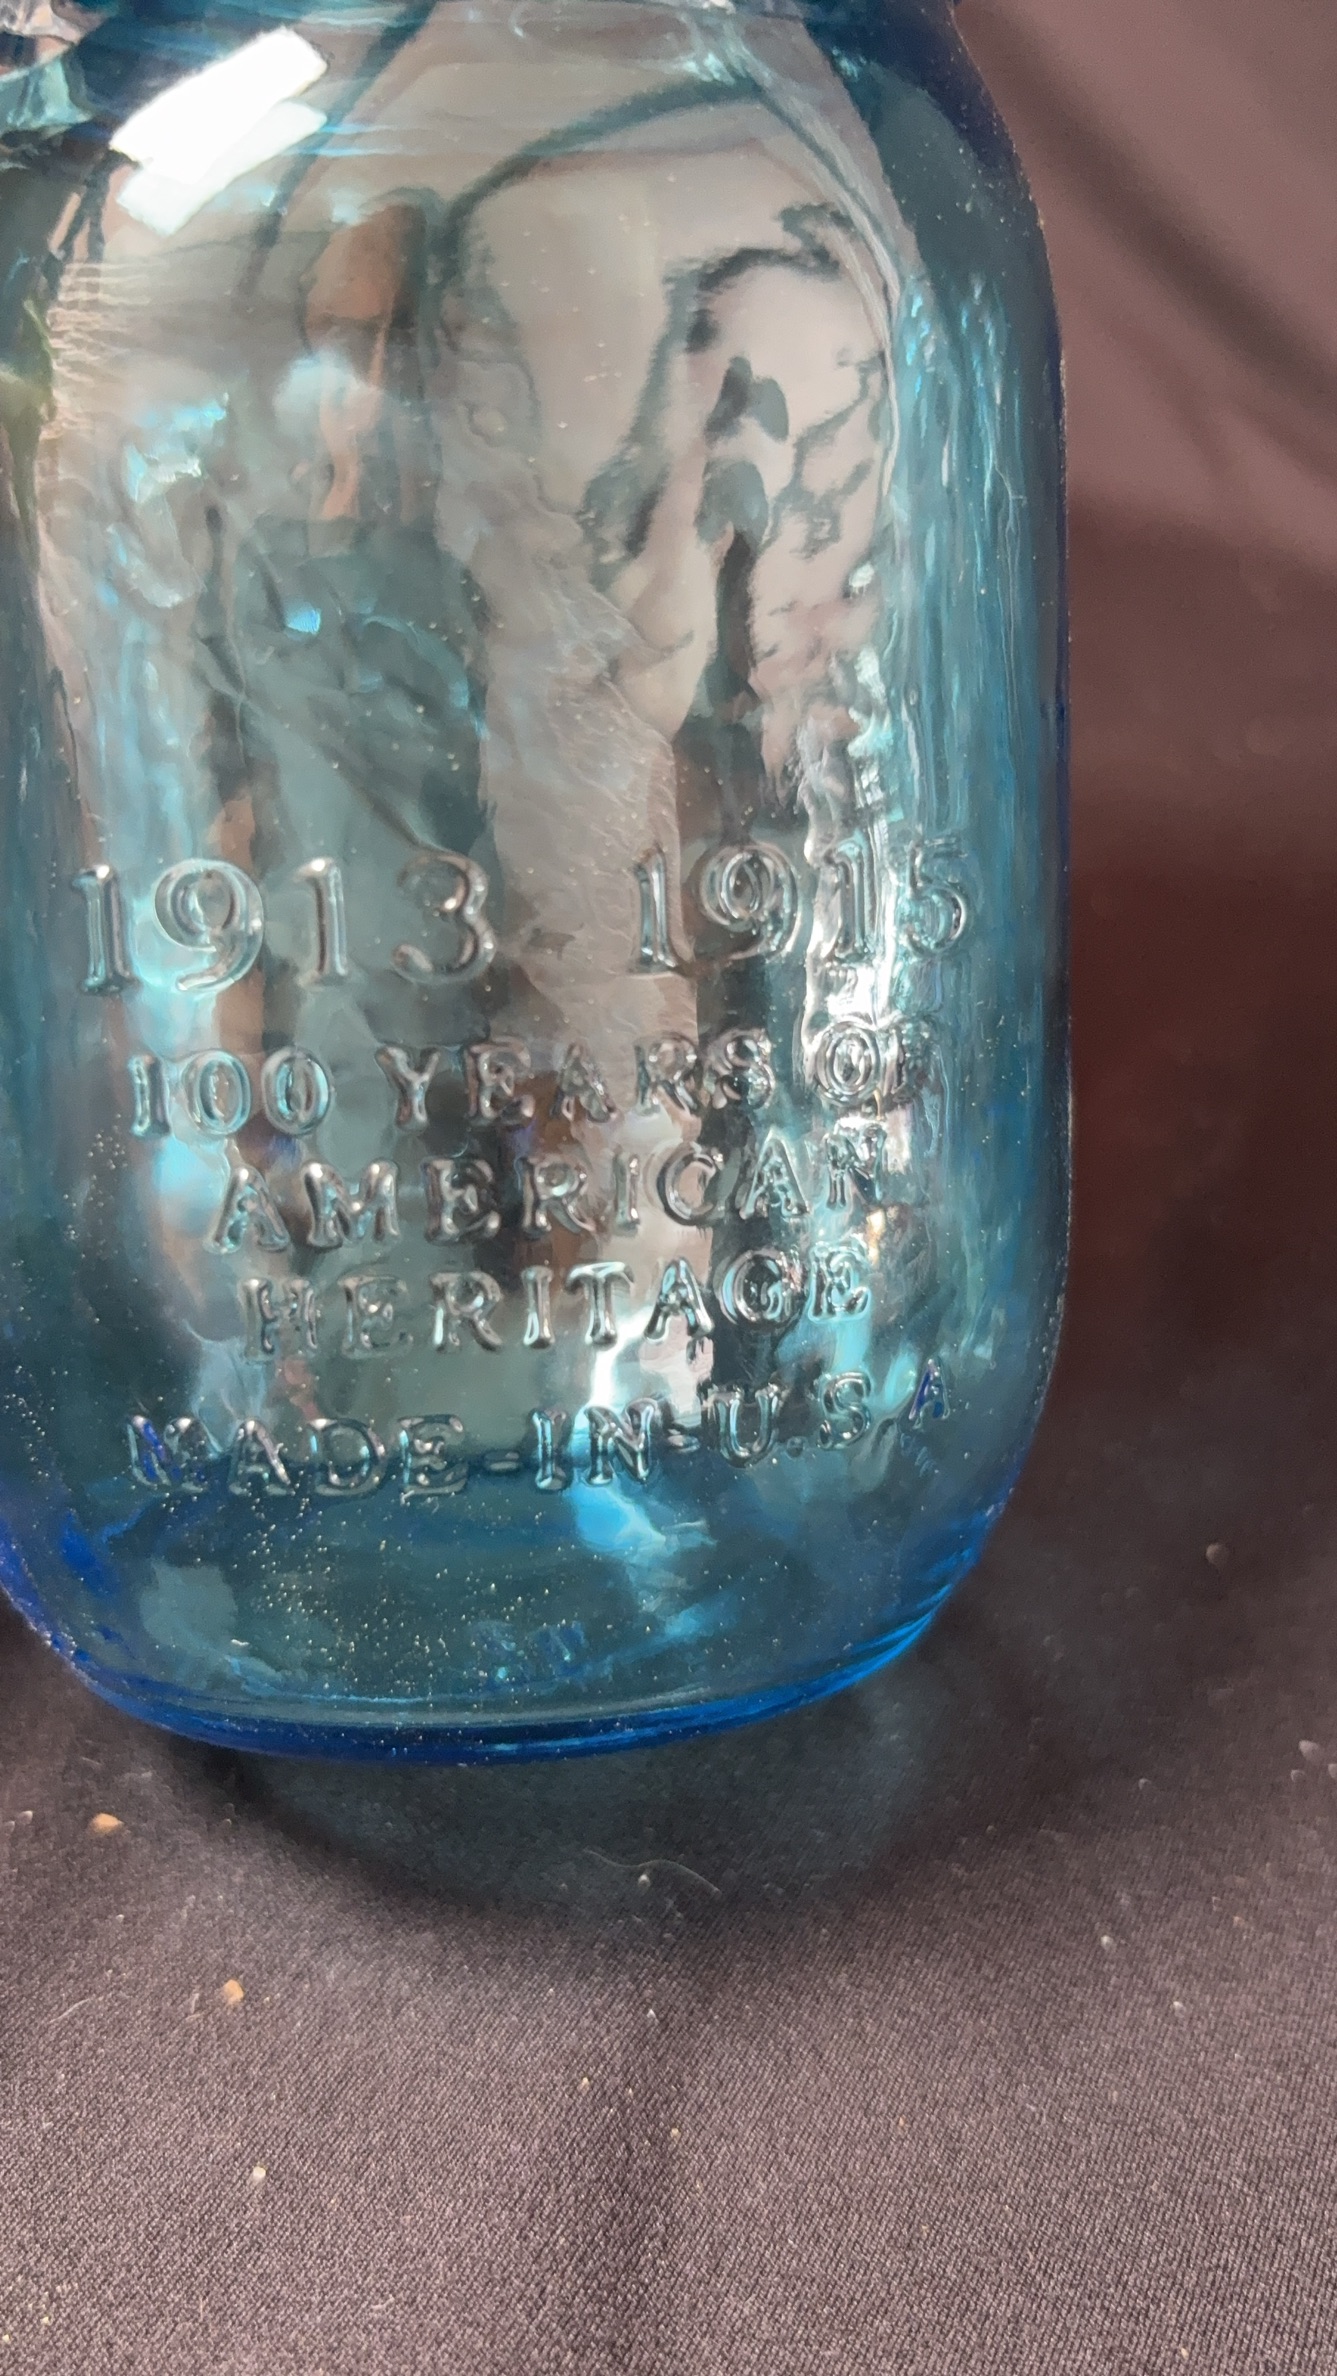 1913 - 1915
100 YEARS OF
AMERICAN
HERITAGE
MADE-IN-U.S.A